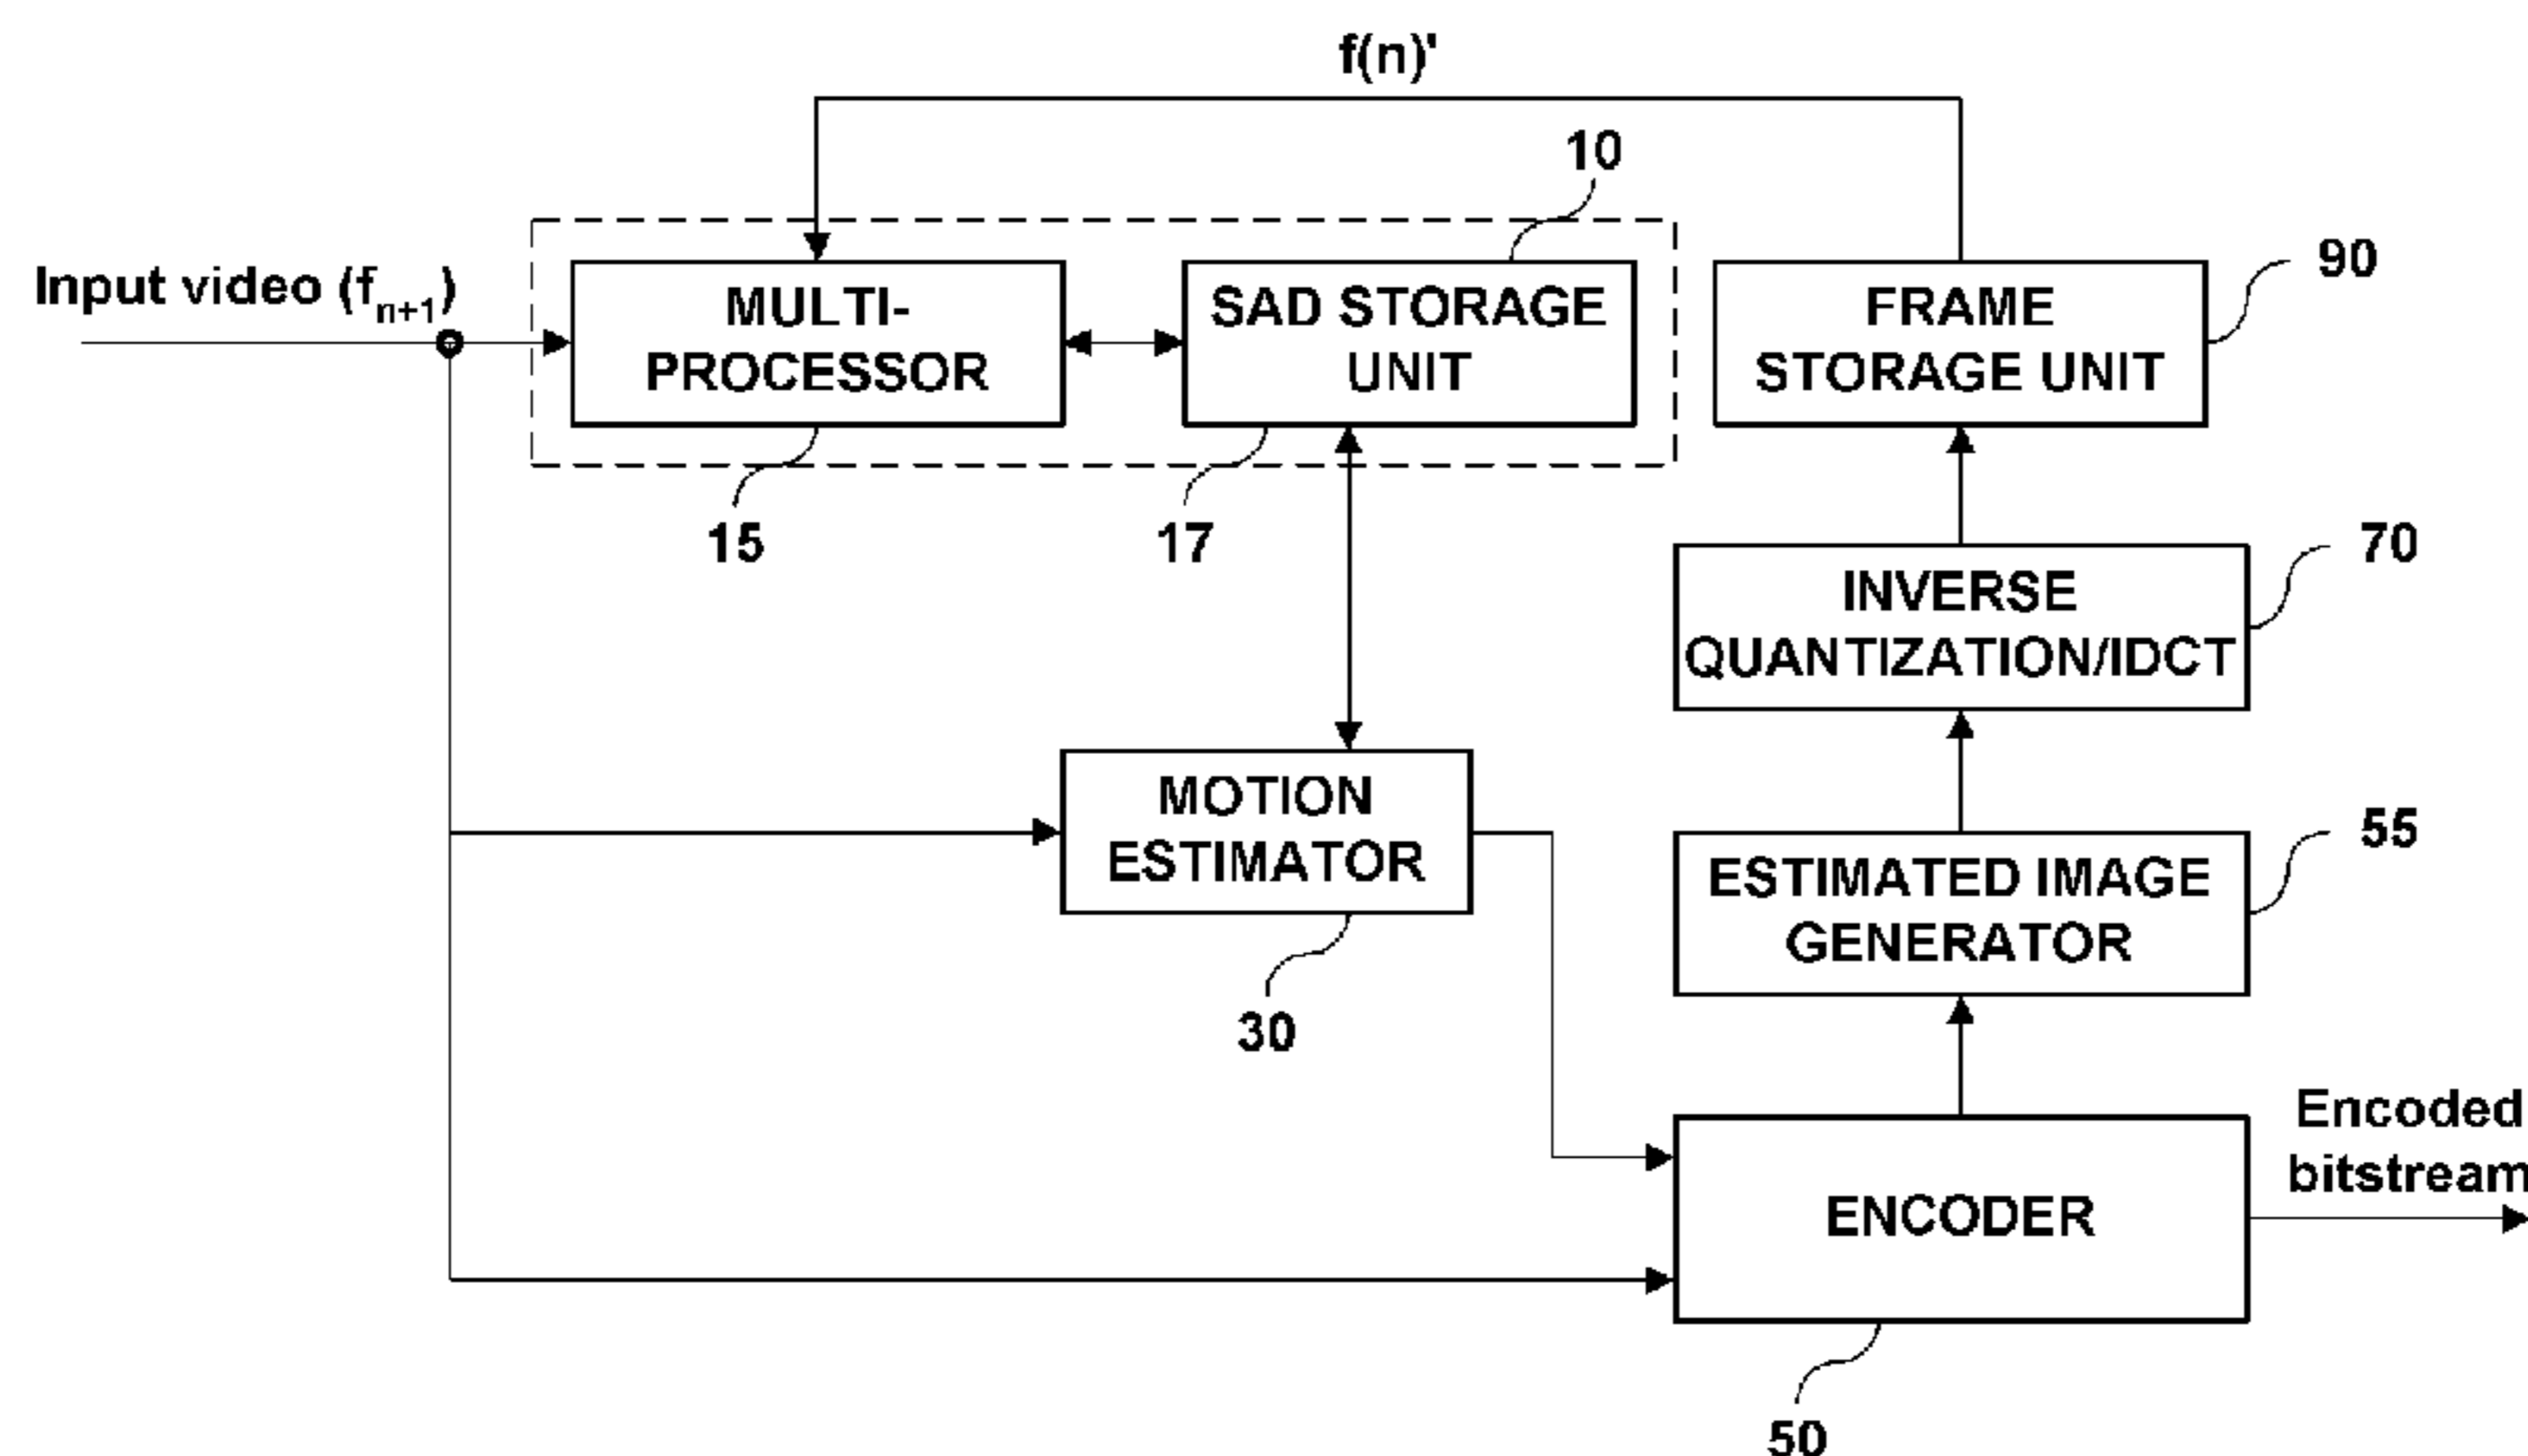 f(n)'
10
Input video (fn+1)
MULTI-
PROCESSOR
SAD STORAGE
UNIT
FRAME
STORAGE UNIT
90
15
17
INVERSE
QUANTIZATION/IDCT
70
MOTION
ESTIMATOR
30
ESTIMATED IMAGE
GENERATOR
55
ENCODER
Encoded
bitstream
50